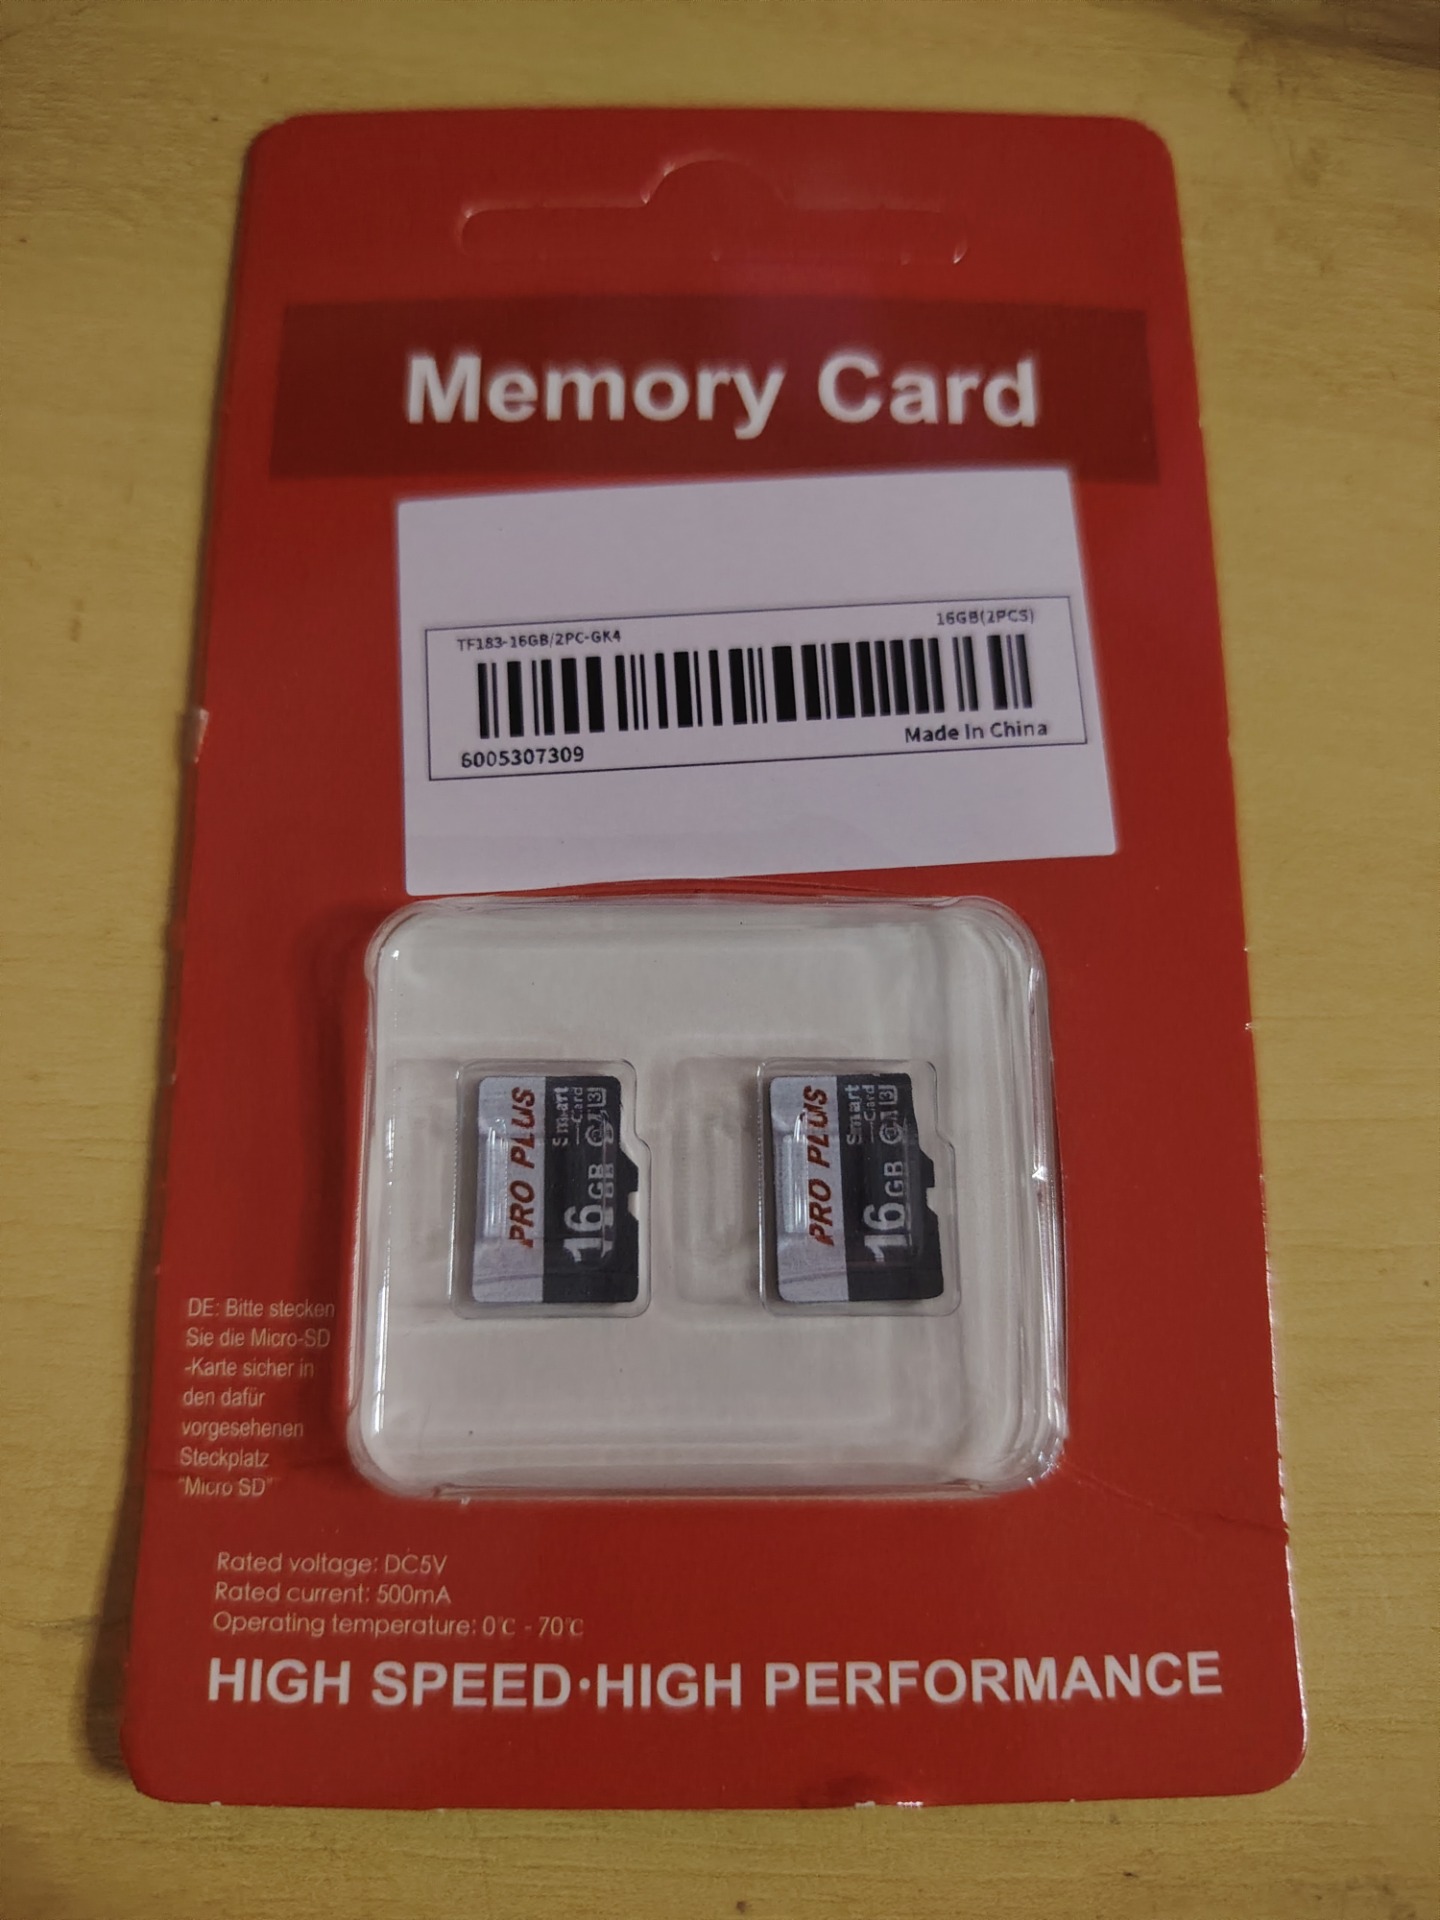 Memory Card
TF183-16GB/2PC-GK4
16GB(2PCS)
6005307309
Made In China
PRO PLUS
Smart
Card
16GB
PRO PLUS
Smart
Card
16GB
DE: Bitte stecken
Sie die Micro-SD
-Karte sicher in
den dafür
vorgesehenen
Steckplatz
"Micro SD"
Rated voltage: DC5V
Rated current: 500mA
Operating temperature: 0℃ - 70℃
HIGH SPEED·HIGH PERFORMANCE